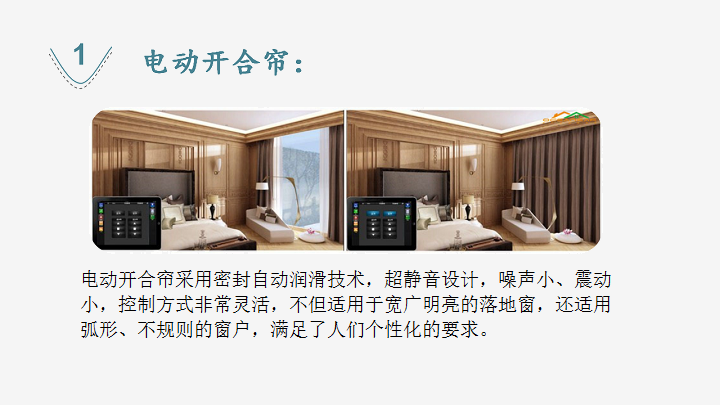 1
电动开合帘：
电动开合帘采用密封自动润滑技术，超静音设计，噪声小、震动
小，控制方式非常灵活，不但适用于宽广明亮的落地窗，还适用
弧形、不规则的窗户，满足了人们个性化的要求。